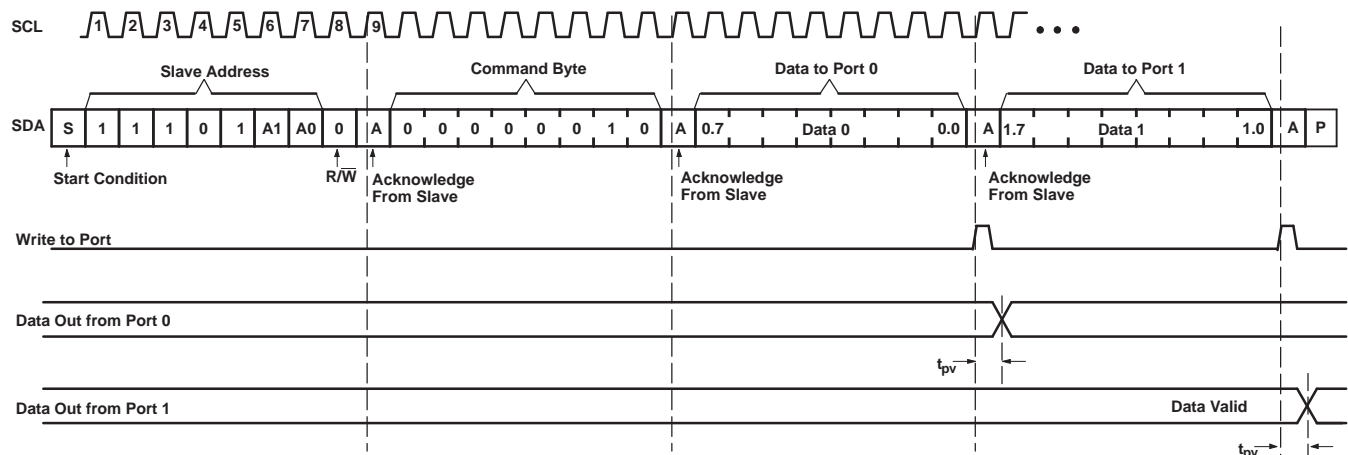 SCL 1 2 3 4 5 6 7 8 9
Slave Address Command Byte Data to Port 0 Data to Port 1
SDA S 1 1 1 0 1 A1 A0 0 A 0 0 0 0 0 0 1 0 A 0.7 Data 0 0.0 A 1.7 Data 1 1.0 A P
Start Condition R/W̅ Acknowledge From Slave Acknowledge From Slave Acknowledge From Slave
Write to Port
Data Out from Port 0
tpv
Data Out from Port 1 Data Valid
tpv